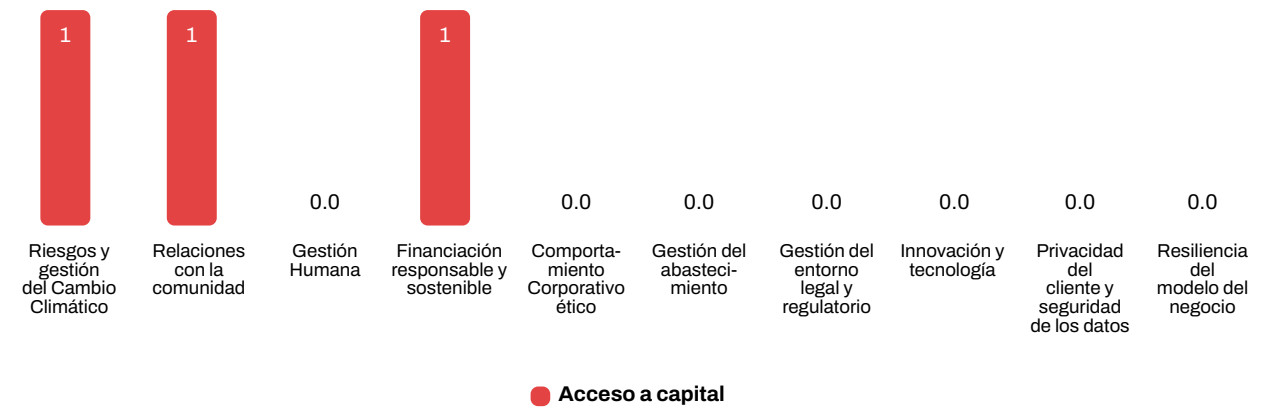 1
1
1
0.0
0.0
0.0
0.0
0.0
0.0
0.0
Riesgos y
gestión
del Cambio
Climático
Relaciones
con la
comunidad
Gestión
Humana
Financiación
responsable y
sostenible
Comporta-
miento
Corporativo
ético
Gestión del
abasteci-
miento
Gestión del
entorno
legal y
regulatorio
Innovación y
tecnología
Privacidad
del
cliente y
seguridad
de los datos
Resiliencia
del
modelo del
negocio
Acceso a capital